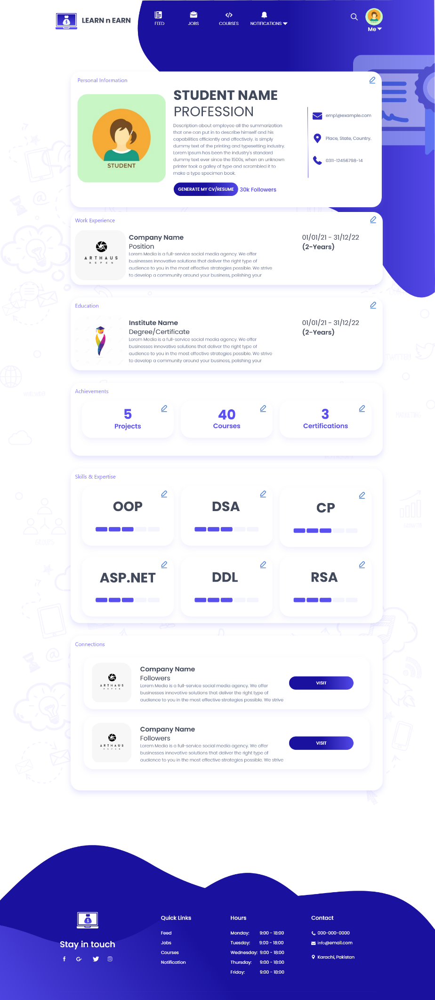 LEARN n EARN
FEED
JOBS
COURSES
NOTIFICATIONS
Me
Personal Information
STUDENT NAME
PROFESSION
Description about employee all the summarization
that one can put in to describe himself and his
capabilities efficiently and effectively. is simply
dummy text of the printing and typesetting industry.
Lorem Ipsum has been the industry's standard
dummy text ever since the 1500s, when an unknown
printer took a galley of type and scrambled it to
make a type specimen book.
STUDENT
GENERATE MY CV/RESUME
30k Followers
emp1@example.com
Place, State, Country.
0311-12456798-14
Work Experience
ARTHAUS
ASPEN
Company Name
Position
Lorem Media is a full-service social media agency. We offer
businesses innovative solutions that deliver the right type of
audience to you in the most effective strategies possible. We strive
to develop a community around your business, polishing your
01/01/21 - 31/12/22
(2-Years)
Education
Institute Name
Degree/Certificate
Lorem Media is a full-service social media agency. We offer
businesses innovative solutions that deliver the right type of
audience to you in the most effective strategies possible. We strive
to develop a community around your business, polishing your
01/01/21 - 31/12/22
(2-Years)
Achievements
5
Projects
40
Courses
3
Certifications
MARKETING
Skills & Expertise
OOP
DSA
CP
GROWTH
GROUPS
ASP.NET
DDL
RSA
Connections
ARTHAUS
ASPEN
Company Name
Followers
Lorem Media is a full-service social media agency. We offer
businesses innovative solutions that deliver the right type of
audience to you in the most effective strategies possible. We strive
VISIT
ARTHAUS
ASPEN
Company Name
Followers
Lorem Media is a full-service social media agency. We offer
businesses innovative solutions that deliver the right type of
audience to you in the most effective strategies possible. We strive
VISIT
Stay in touch
Quick Links
Feed
Jobs
Courses
Notification
Hours
Monday: 9:00 - 18:00
Tuesday: 9:00 - 18:00
Wednesday: 9:00 - 18:00
Thursday: 9:00 - 18:00
Friday: 9:00 - 18:00
Contact
000-000-0000
info@email.com
Karachi, Pakistan